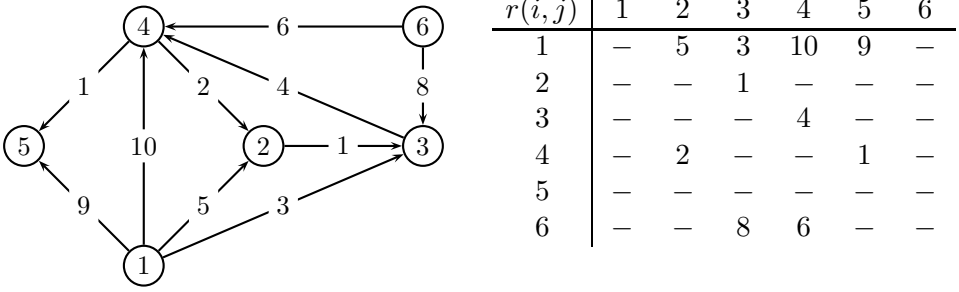 4 6 6
1 2 4 8
5 10 2 1 3
9 5 3
1
r(i,j) 1 2 3 4 5 6
1 − 5 3 10 9 −
2 − − 1 − − −
3 − − − 4 − −
4 − 2 − − 1 −
5 − − − − − −
6 − − 8 6 − −